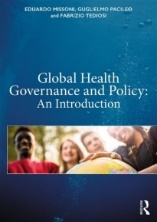 EDUARDO MISSONI, GUGLIELMO PACILEO
and FABRIZIO TEDIOSI
Global Health
Governance and Policy:
An Introduction
R